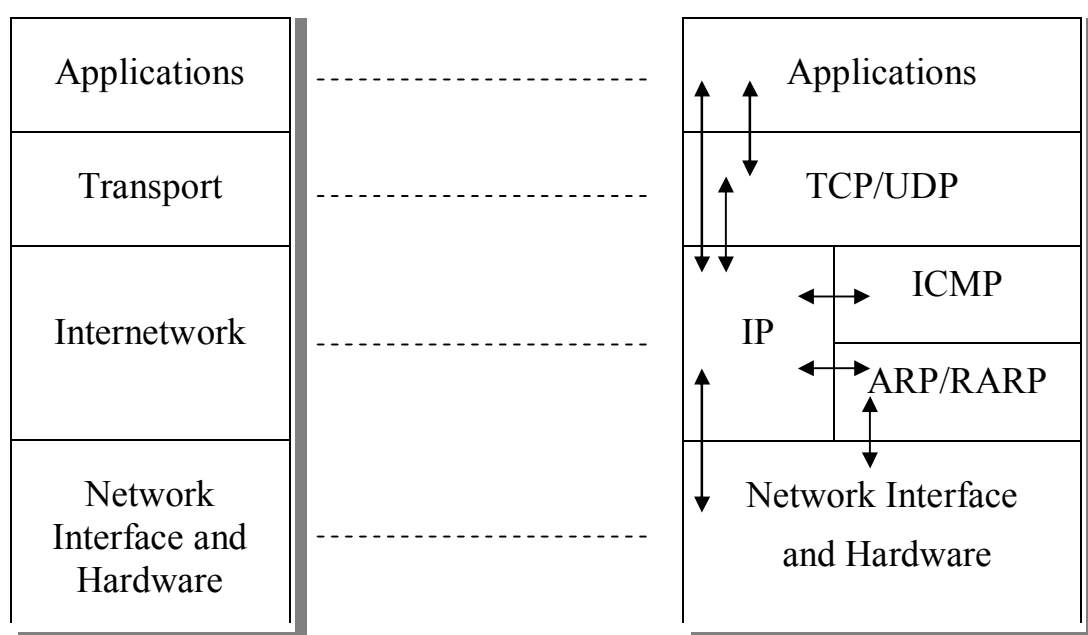 Applications
Transport
Internetwork
Network
Interface and
Hardware
Applications
TCP/UDP
IP
ICMP
ARP/RARP
Network Interface
and Hardware